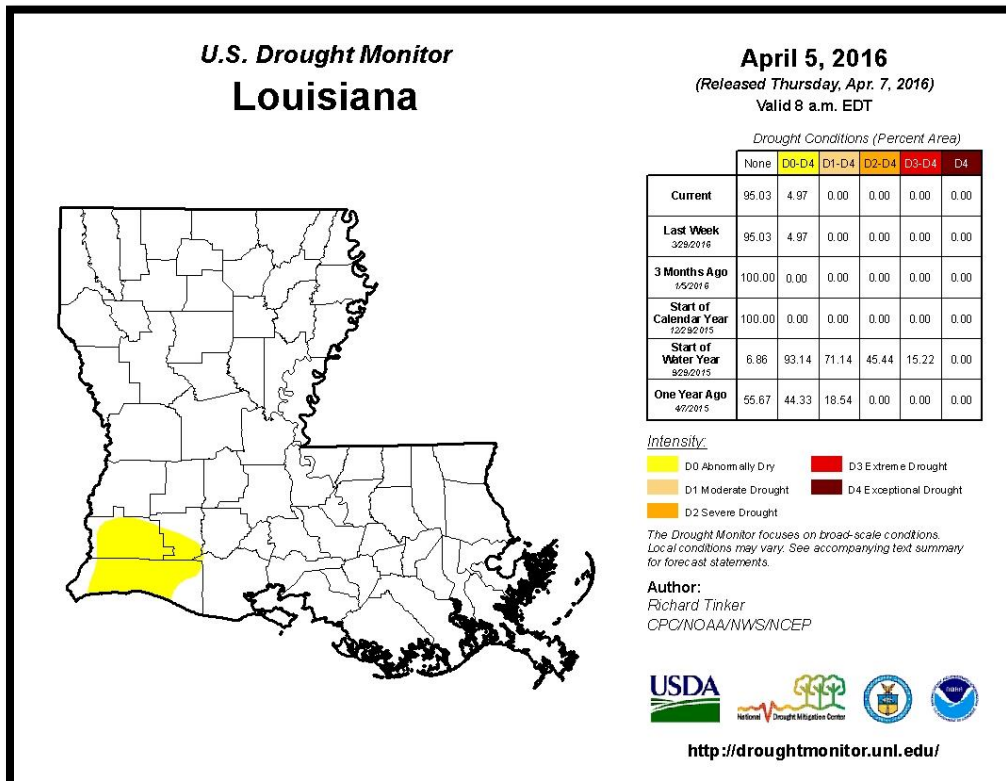 U.S. Drought Monitor
Louisiana
April 5, 2016
(Released Thursday, Apr. 7, 2016)
Valid 8 a.m. EDT
Drought Conditions (Percent Area)
None D0-D4 D1-D4 D2-D4 D3-D4 D4
Current 95.03 4.97 0.00 0.00 0.00 0.00
Last Week
3/29/2016
95.03 4.97 0.00 0.00 0.00 0.00
3 Months Ago
1/5/2016
100.00 0.00 0.00 0.00 0.00 0.00
Start of
Calendar Year
12/29/2015
100.00 0.00 0.00 0.00 0.00 0.00
Start of
Water Year
9/29/2015
6.86 93.14 71.14 45.44 15.22 0.00
One Year Ago
4/7/2015
55.67 44.33 18.54 0.00 0.00 0.00
Intensity:
D0 Abnormally Dry
D1 Moderate Drought
D2 Severe Drought
D3 Extreme Drought
D4 Exceptional Drought
The Drought Monitor focuses on broad-scale conditions.
Local conditions may vary. See accompanying text summary
for forecast statements.
Author:
Richard Tinker
CPC/NOAA/NWS/NCEP
USDA
National Drought Mitigation Center
noaa
http://droughtmonitor.unl.edu/